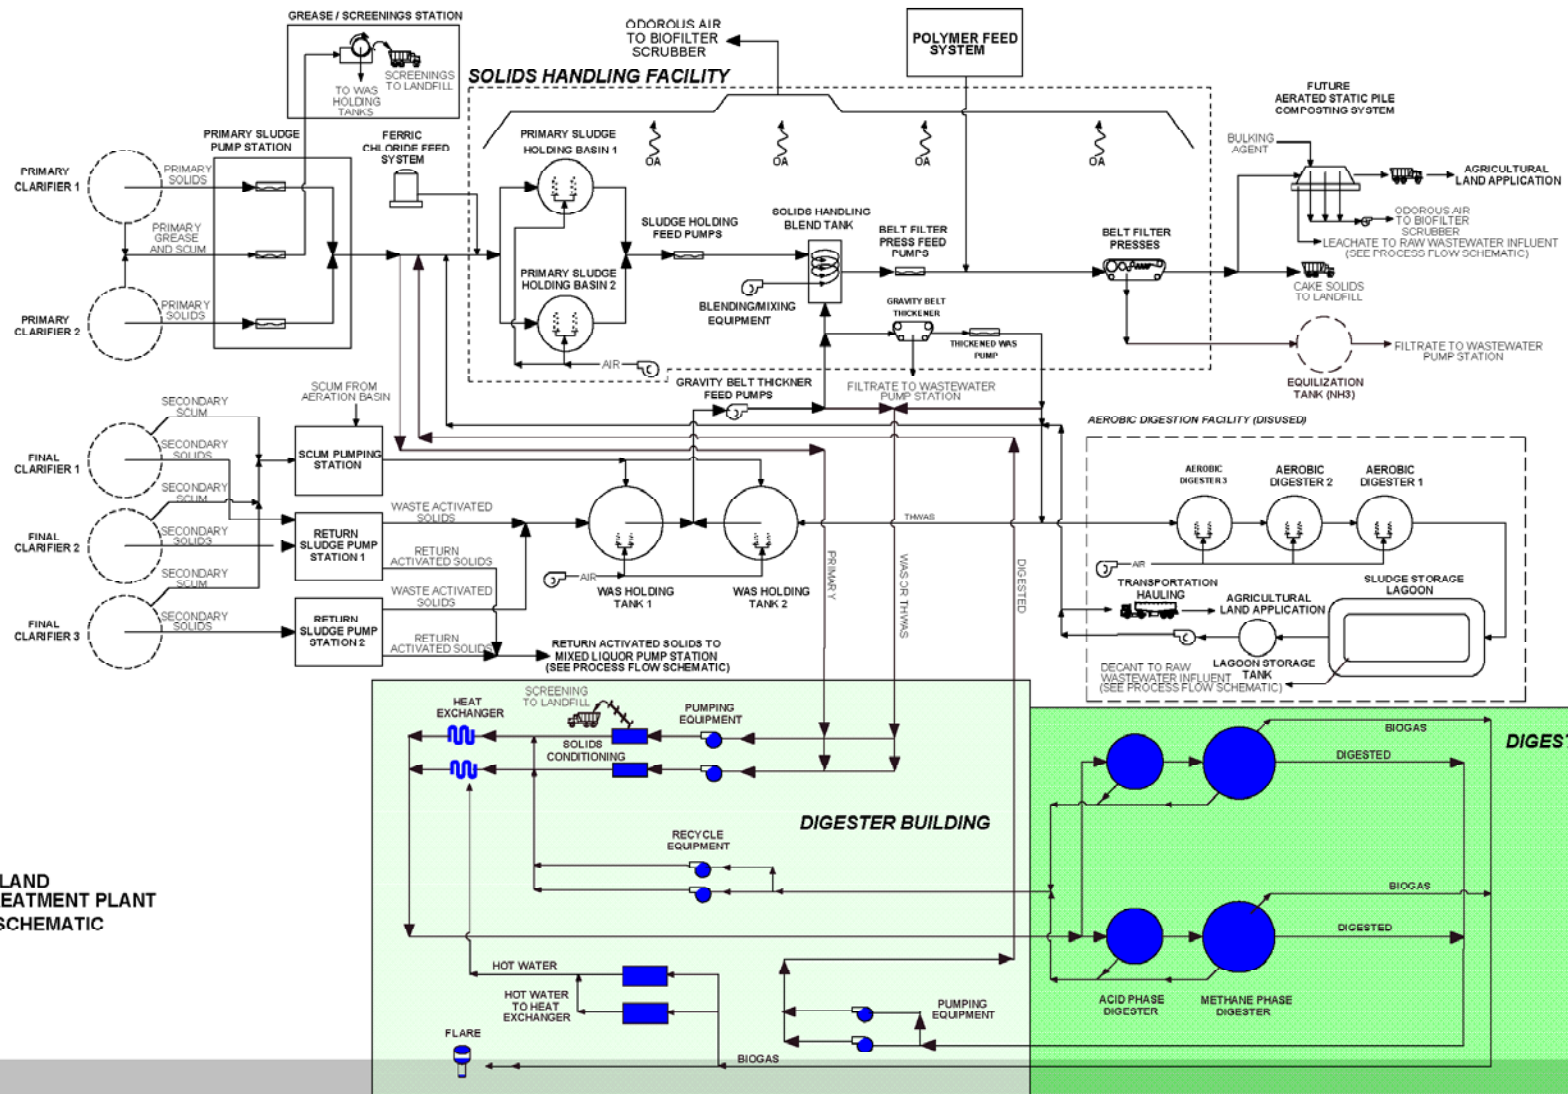 GREASE / SCREENINGS STATION
SCREENINGS
TO LANDFILL
TO WAS
HOLDING
TANKS
ODOROUS AIR
TO BIOFILTER
SCRUBBER
POLYMER FEED
SYSTEM
SOLIDS HANDLING FACILITY
FUTURE
AERATED STATIC PILE
COMPOSTING SYSTEM
PRIMARY SLUDGE
PUMP STATION
FERRIC
CHLORIDE FEED
SYSTEM
PRIMARY SLUDGE
HOLDING BASIN 1
OA
OA
OA
OA
BULKING
AGENT
PRIMARY
CLARIFIER 1
PRIMARY
SOLIDS
AGRICULTURAL
LAND APPLICATION
PRIMARY
GREASE
AND SCUM
SLUDGE HOLDING
FEED PUMPS
SOLIDS HANDLING
BLEND TANK
BELT FILTER
PRESS FEED
PUMPS
BELT FILTER
PRESSES
ODOROUS AIR
TO BIOFILTER
SCRUBBER
LEACHATE TO RAW WASTEWATER INFLUENT
(SEE PROCESS FLOW SCHEMATIC)
PRIMARY SLUDGE
HOLDING BASIN 2
CAKE SOLIDS
TO LANDFILL
PRIMARY
CLARIFIER 2
PRIMARY
SOLIDS
BLENDING/MIXING
EQUIPMENT
GRAVITY BELT
THICKENER
THICKENED WAS
PUMP
FILTRATE TO WASTEWATER
PUMP STATION
AIR
EQUILIZATION
TANK (NH3)
GRAVITY BELT THICKNER
FEED PUMPS
FILTRATE TO WASTEWATER
PUMP STATION
SCUM FROM
AERATION BASIN
SECONDARY
SCUM
AEROBIC DIGESTION FACILITY (DISUSED)
FINAL
CLARIFIER 1
SECONDARY
SOLIDS
SCUM PUMPING
STATION
AEROBIC
DIGESTER 3
AEROBIC
DIGESTER 2
AEROBIC
DIGESTER 1
SECONDARY
SCUM
WASTE ACTIVATED
SOLIDS
THWAS
FINAL
CLARIFIER 2
SECONDARY
SOLIDS
RETURN
SLUDGE PUMP
STATION 1
RETURN
ACTIVATED SOLIDS
PRIMARY
WAS OR THWAS
DIGESTED
AIR
AIR
SECONDARY
SCUM
WASTE ACTIVATED
SOLIDS
WAS HOLDING
TANK 1
WAS HOLDING
TANK 2
TRANSPORTATION
HAULING
AGRICULTURAL
LAND APPLICATION
SLUDGE STORAGE
LAGOON
FINAL
CLARIFIER 3
SECONDARY
SOLIDS
RETURN
SLUDGE PUMP
STATION 2
RETURN
ACTIVATED SOLIDS
RETURN ACTIVATED SOLIDS TO
MIXED LIQUOR PUMP STATION
(SEE PROCESS FLOW SCHEMATIC)
LAGOON STORAGE
TANK
DECANT TO RAW
WASTEWATER INFLUENT
(SEE PROCESS FLOW SCHEMATIC)
HEAT
EXCHANGER
SCREENING
TO LANDFILL
PUMPING
EQUIPMENT
SOLIDS
CONDITIONING
BIOGAS
DIGESTED
DIGEST
DIGESTER BUILDING
RECYCLE
EQUIPMENT
LAND
EATMENT PLANT
SCHEMATIC
BIOGAS
DIGESTED
HOT WATER
HOT WATER
TO HEAT
EXCHANGER
ACID PHASE
DIGESTER
METHANE PHASE
DIGESTER
PUMPING
EQUIPMENT
FLARE
BIOGAS